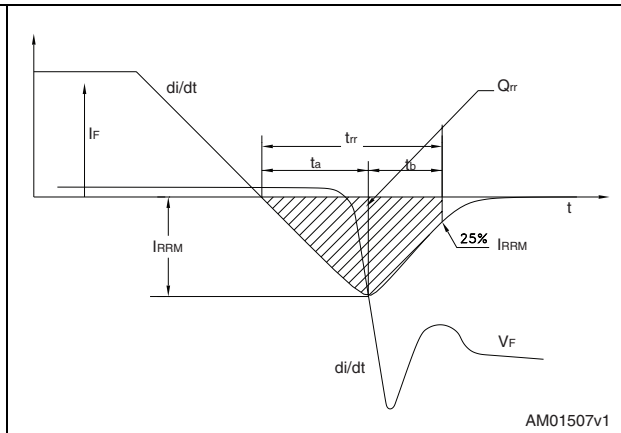 di/dt
Qrr
IF
trr
ta
tb
t
IRRM
25% IRRM
VF
di/dt
AM01507v1